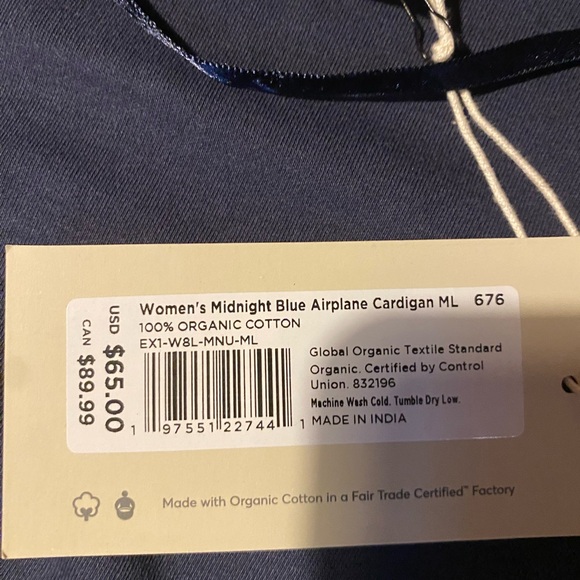 Women's Midnight Blue Airplane Cardigan ML 676
100% ORGANIC COTTON
EX1-W8L-MNU-ML
USD $65.00
CAN $89.99
1 97551 22744 1
Global Organic Textile Standard
Organic. Certified by Control
Union. 832196
Machine Wash Cold. Tumble Dry Low.
MADE IN INDIA
Made with Organic Cotton in a Fair Trade Certified™ Factory